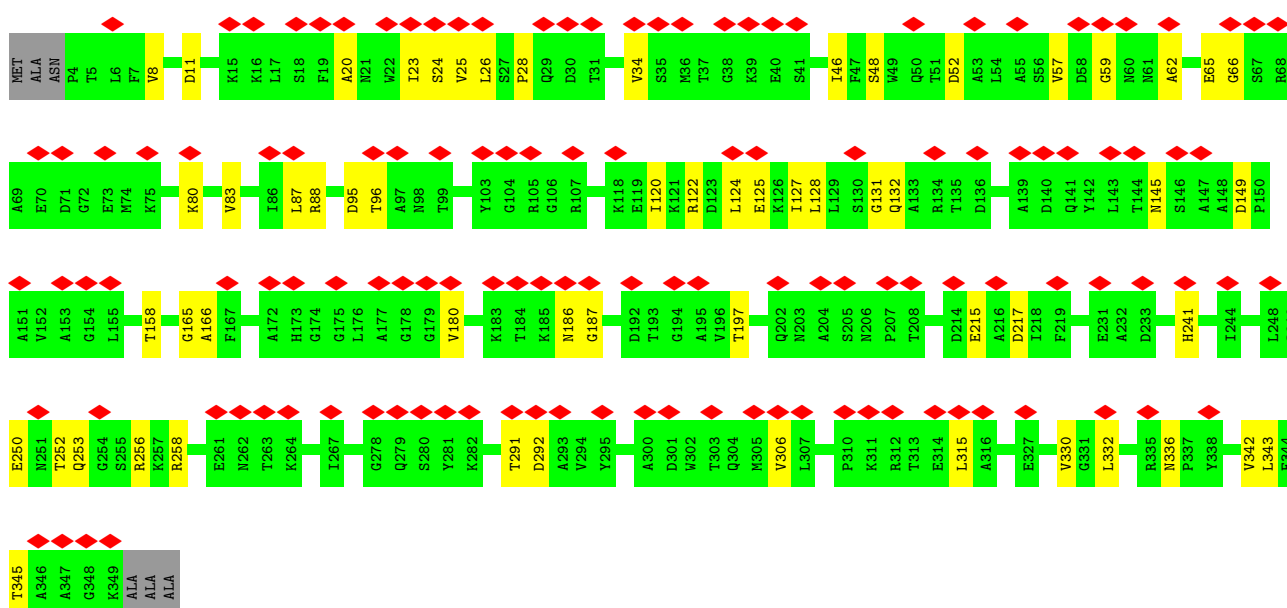 MET ALA ASN P4 T5 L6 F7 V8 D11 K15 K16 L17 S18 F19 A20 N21 W22 I23 S24 V25 L26 S27 P28 Q29 D30 T31 V34 S35 M36 T37 G38 K39 E40 S41 I46 F47 S48 W49 Q50 T51 D52 A53 L54 A55 S56 V57 D58 G59 N60 N61 A62 E65 G66 S67 R68
A69 E70 D71 G72 E73 M74 K75 K80 V83 I86 L87 R88 D95 T96 A97 N98 T99 Y103 G104 R105 G106 R107 K118 E119 I120 K121 R122 D123 L124 E125 K126 I127 L128 L129 S130 G131 Q132 A133 R134 T135 D136 A139 D140 Q141 Y142 L143 T144 N145 S146 A147 A148 D149 P150
A151 V152 A153 G154 L155 T158 G165 A166 F167 A172 H173 G174 G175 L176 A177 G178 G179 V180 K183 T184 K185 N186 G187 D192 T193 G194 A195 V196 T197 Q202 N203 A204 S205 N206 P207 T208 D214 E215 A216 D217 I218 F219 E231 A232 D233 H241 I244 L248
E250 N251 T252 Q253 G254 S255 R256 K257 R258 E261 N262 T263 K264 I267 G278 Q279 S280 Y281 K282 T291 D292 A293 V294 Y295 A300 D301 W302 T303 Q304 M305 V306 L307 P310 K311 R312 T313 E314 L315 A316 E327 V330 G331 L332 R335 N336 P337 Y338 V342 L343 E344
T345 A346 A347 G348 K349 ALA ALA ALA